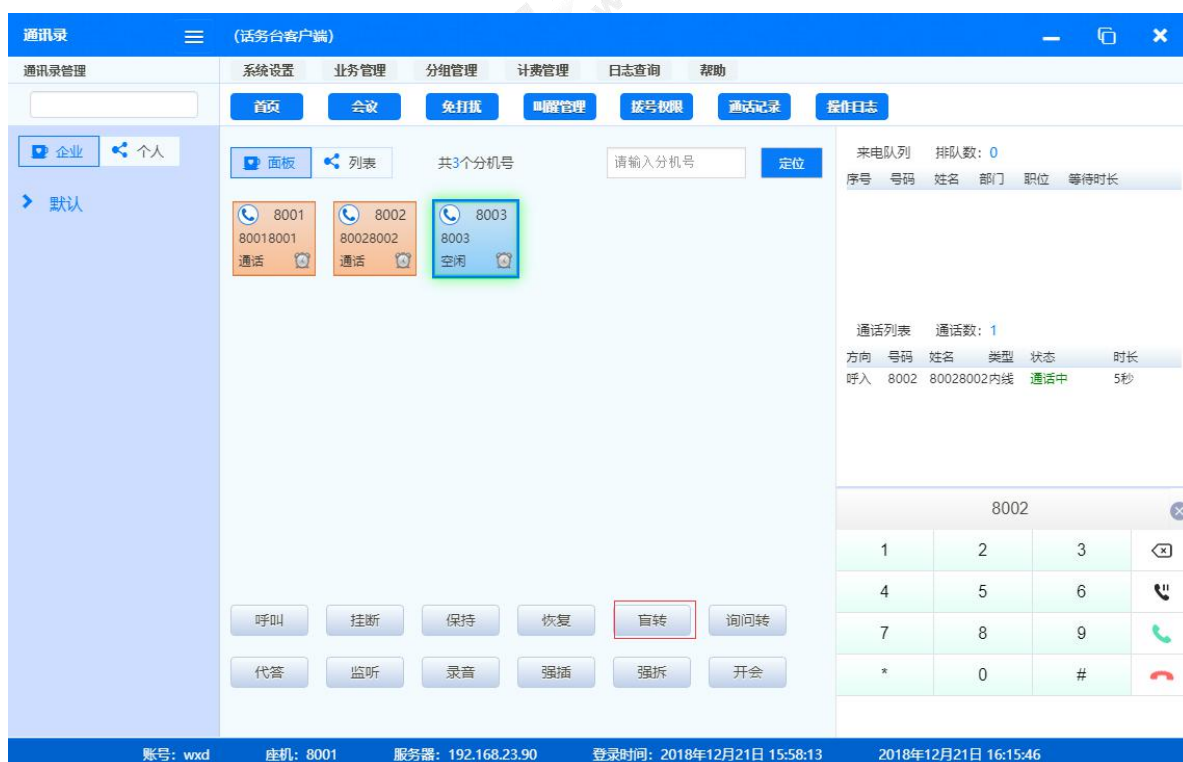 通讯录
(话务台客户端)
通讯录管理
系统设置 业务管理 分组管理 计费管理 日志查询 帮助
首页 会议 免打扰 叫醒管理 拨号权限 通话记录 操作日志
企业 个人
默认
面板 列表 共3个分机号 请输入分机号 定位
8001 8002 8003
80018001 80028002 8003
通话 通话 空闲
来电队列 排队数: 0
序号 号码 姓名 部门 职位 等待时长
通话列表 通话数: 1
方向 号码 姓名 类型 状态 时长
呼入 8002 80028002内线 通话中 5秒
8002
1 2 3
4 5 6
7 8 9
* 0 #
呼叫 挂断 保持 恢复 盲转 询问转
代答 监听 录音 强插 强拆 开会
账号: wxd 座机: 8001 服务器: 192.168.23.90 登录时间: 2018年12月21日 15:58:13 2018年12月21日 16:15:46